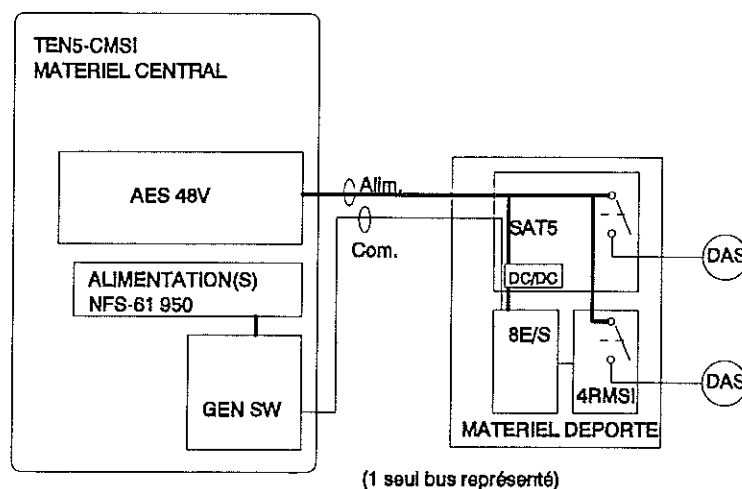 TEN5-CMSI
MATERIEL CENTRAL
AES 48V
Alim.
Com.
ALIMENTATION(S)
NFS-61 950
GEN SW
SAT5
DC/DC
8E/S
4RMSI
DAS
DAS
MATERIEL DEPORTE
(1 seul bus représenté)